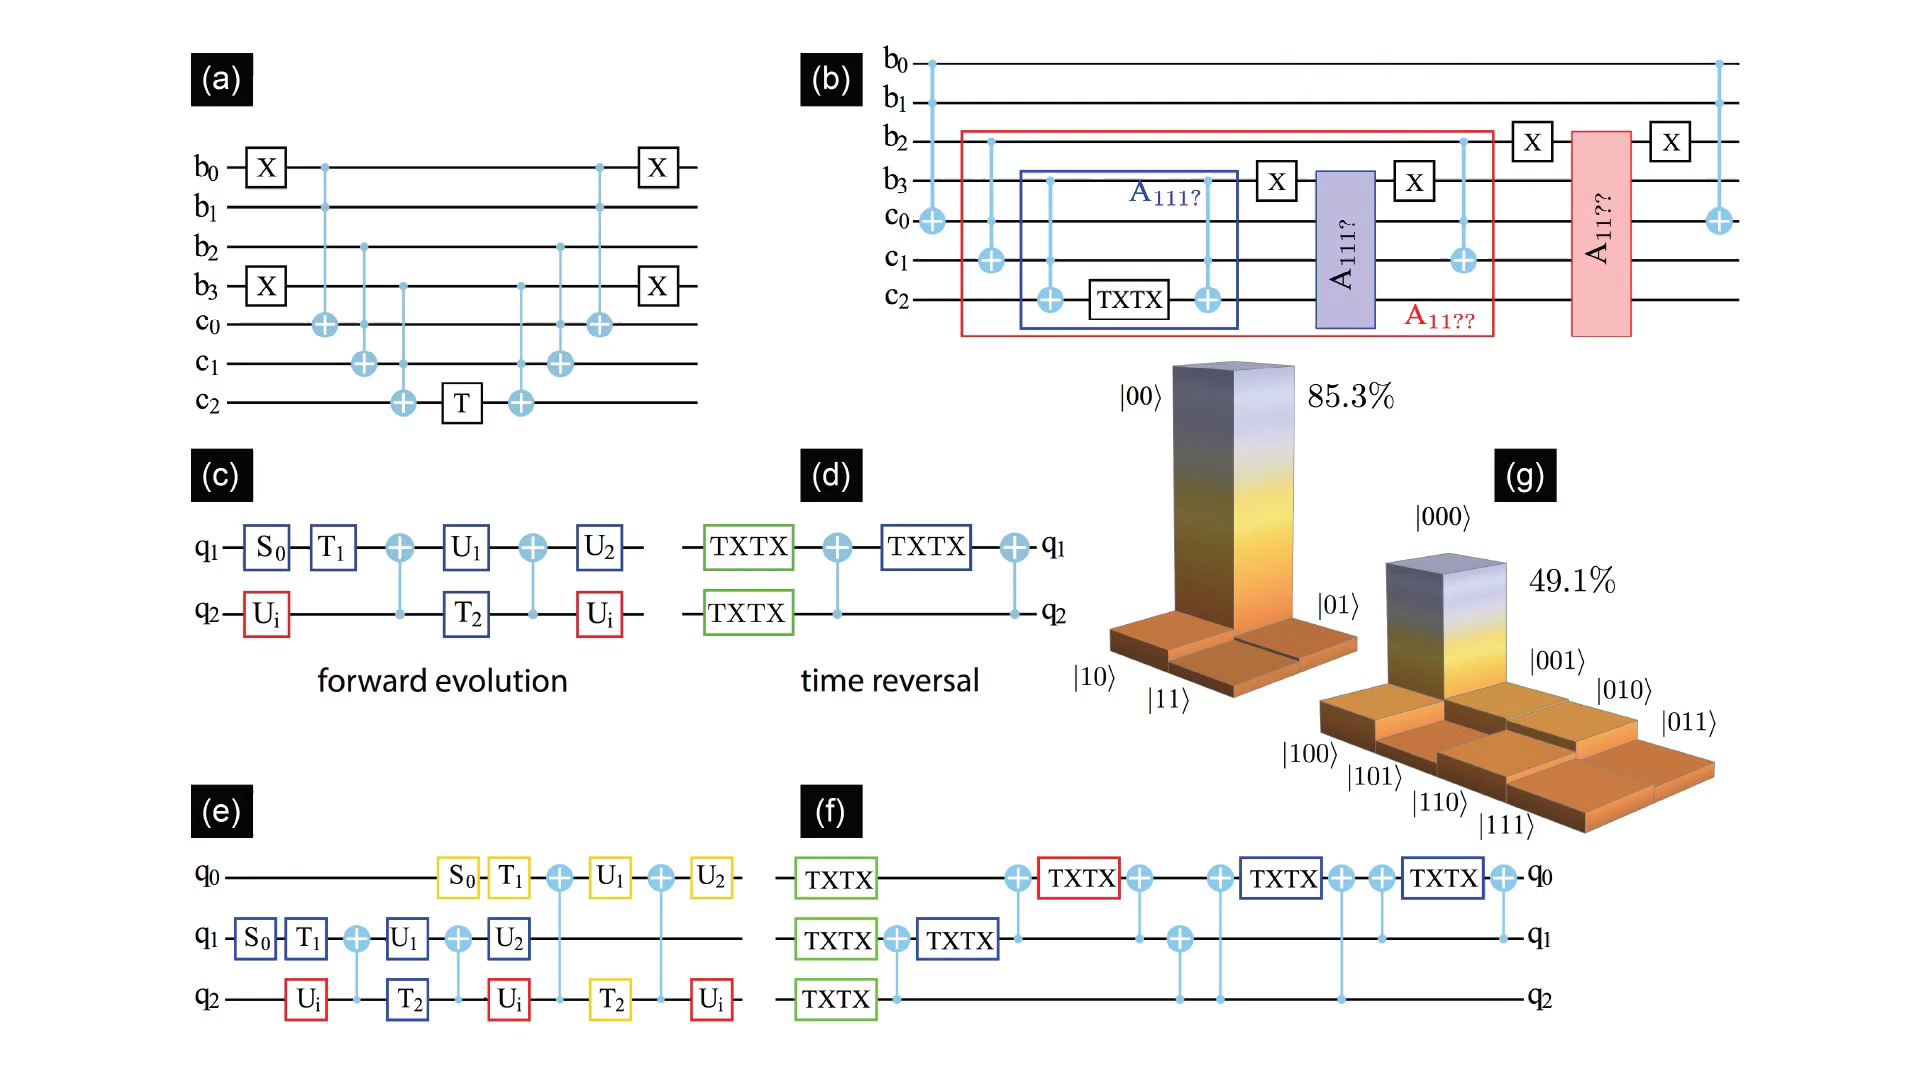 (a)
b₀ X X
b₁
b₂
b₃ X X
c₀
c₁
c₂ T
(b)
b₀
b₁
b₂ X X
b₃ A₁₁₁? X X
c₀
c₁ A₁₁₁? A₁₁??
c₂ TXTX
A₁₁??
(c)
q₁ S₀ T₁ U₁ U₂
q₂ Uᵢ T₂ Uᵢ
forward evolution
(d)
TXTX TXTX q₁
TXTX q₂
time reversal
|00⟩ 85.3%
|01⟩
|10⟩
|11⟩
(g)
|000⟩
49.1%
|001⟩
|010⟩
|011⟩
|100⟩
|101⟩
|110⟩
|111⟩
(e)
q₀ S₀ T₁ U₁ U₂
q₁ S₀ T₁ U₁ U₂
q₂ Uᵢ T₂ Uᵢ T₂ Uᵢ
(f)
TXTX TXTX TXTX TXTX q₀
TXTX TXTX q₁
TXTX q₂